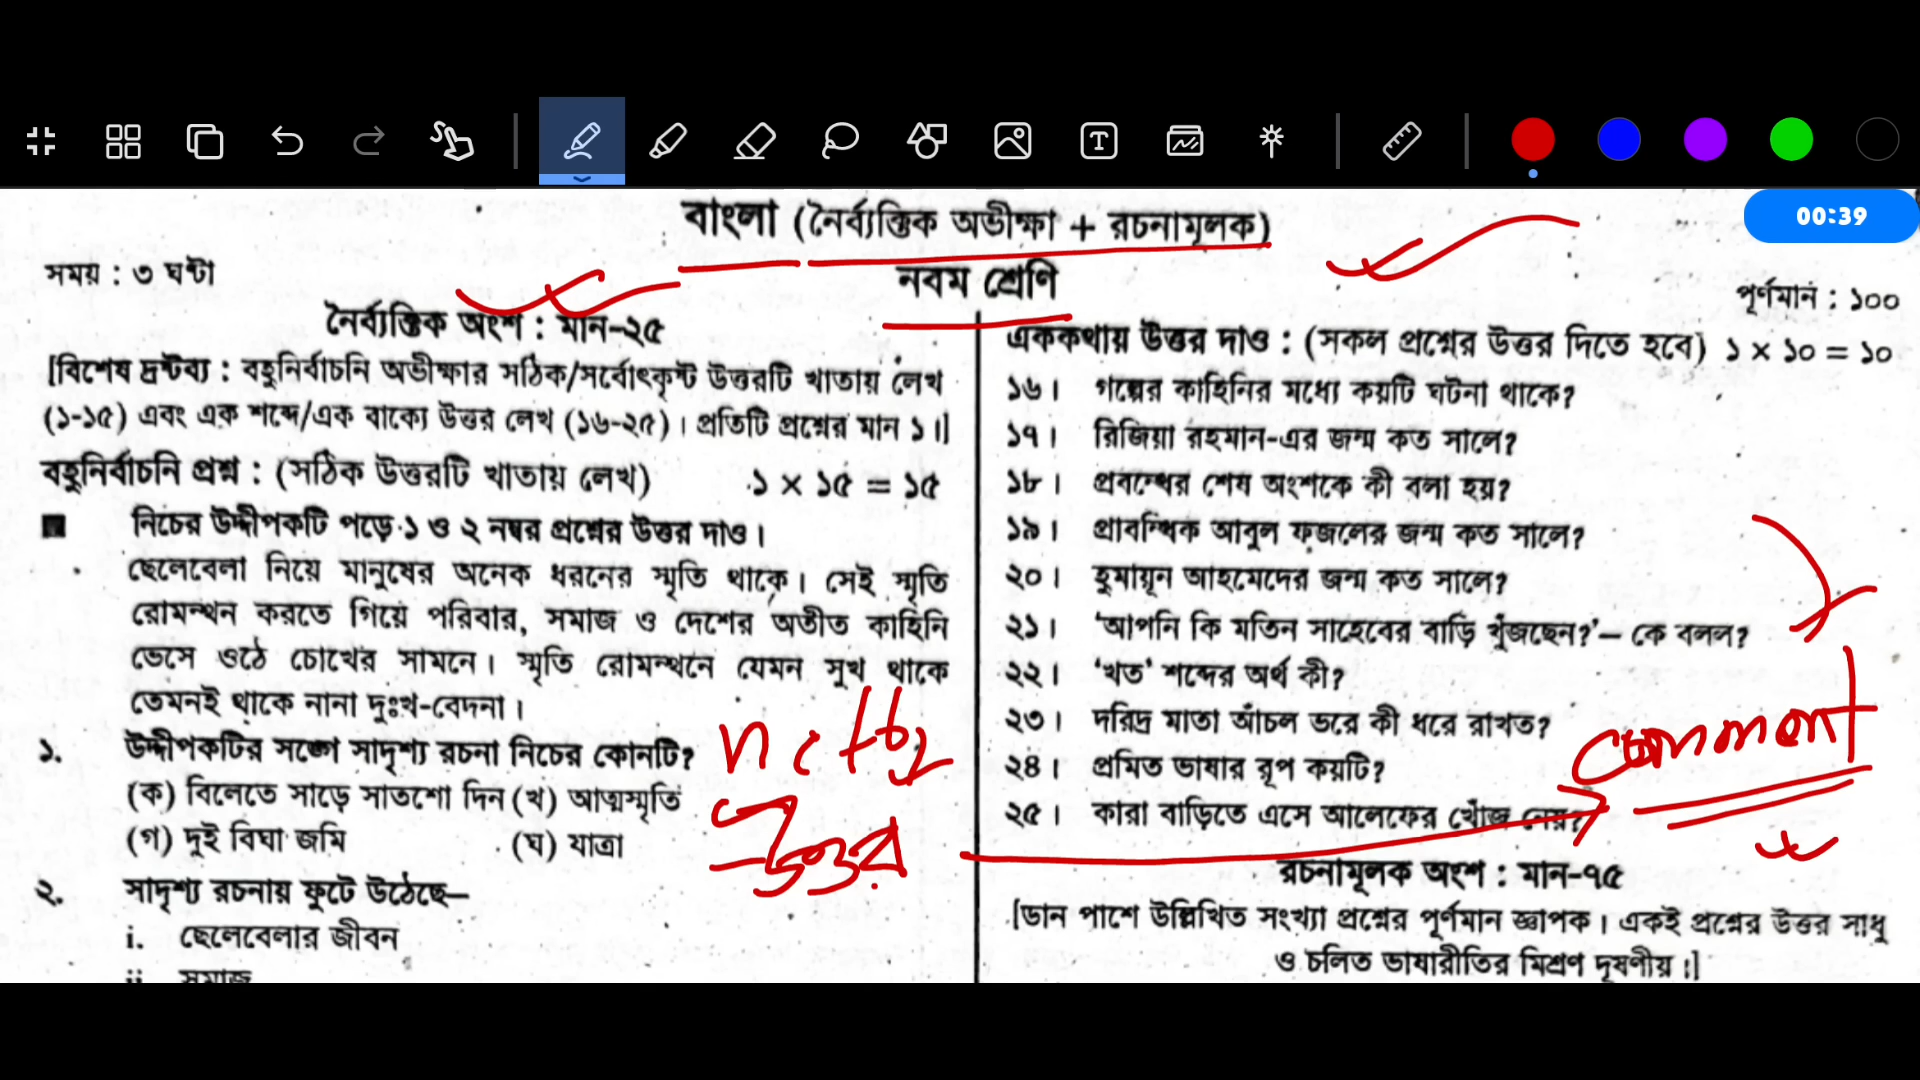 00:39
বাংলা (নৈর্ব্যক্তিক অভীক্ষা + রচনামূলক)
নবম শ্রেণি
সময় : ৩ ঘণ্টা
পূর্ণমান : ১০০
নৈর্ব্যক্তিক অংশ : মান-২৫
[বিশেষ দ্রষ্টব্য : বহুনির্বাচনি অভীক্ষার সঠিক/সর্বোৎকৃষ্ট উত্তরটি খাতায় লেখ
(১-১৫) এবং এক শব্দে/এক বাক্যে উত্তর লেখ (১৬-২৫)। প্রতিটি প্রশ্নের মান ১।]
বহুনির্বাচনি প্রশ্ন : (সঠিক উত্তরটি খাতায় লেখ) ১ × ১৫ = ১৫
নিচের উদ্দীপকটি পড়ে ১ ও ২ নম্বর প্রশ্নের উত্তর দাও।
ছেলেবেলা নিয়ে মানুষের অনেক ধরনের স্মৃতি থাকে। সেই স্মৃতি
রোমন্থন করতে গিয়ে পরিবার, সমাজ ও দেশের অতীত কাহিনি
ভেসে ওঠে চোখের সামনে। স্মৃতি রোমন্থনে যেমন সুখ থাকে
তেমনই থাকে নানা দুঃখ-বেদনা।
১. উদ্দীপকটির সঙ্গে সাদৃশ্য রচনা নিচের কোনটি?
(ক) বিলেতে সাড়ে সাতশো দিন (খ) আত্মস্মৃতি
(গ) দুই বিঘা জমি (ঘ) যাত্রা
২. সাদৃশ্য রচনায় ফুটে উঠেছে–
i. ছেলেবেলার জীবন
ii. সমাজ
nctb
এককথায় উত্তর দাও : (সকল প্রশ্নের উত্তর দিতে হবে) ১ × ১০ = ১০
১৬। গল্পের কাহিনির মধ্যে কয়টি ঘটনা থাকে?
১৭। রিজিয়া রহমান-এর জন্ম কত সালে?
১৮। প্রবন্ধের শেষ অংশকে কী বলা হয়?
১৯। প্রাবন্ধিক আবুল ফজলের জন্ম কত সালে?
২০। হুমায়ূন আহমেদের জন্ম কত সালে?
২১। ‘আপনি কি মতিন সাহেবের বাড়ি খুঁজছেন?’– কে বলল?
২২। ‘খত’ শব্দের অর্থ কী?
২৩। দরিদ্র মাতা আঁচল ভরে কী ধরে রাখত?
২৪। প্রমিত ভাষার রূপ কয়টি?
২৫। কারা বাড়িতে এসে আলেফের খোঁজ নেয়?
comment
রচনামূলক অংশ : মান-৭৫
[ডান পাশে উল্লিখিত সংখ্যা প্রশ্নের পূর্ণমান জ্ঞাপক। একই প্রশ্নের উত্তর সাধু
ও চলিত ভাষারীতির মিশ্রণ দূষণীয়।]